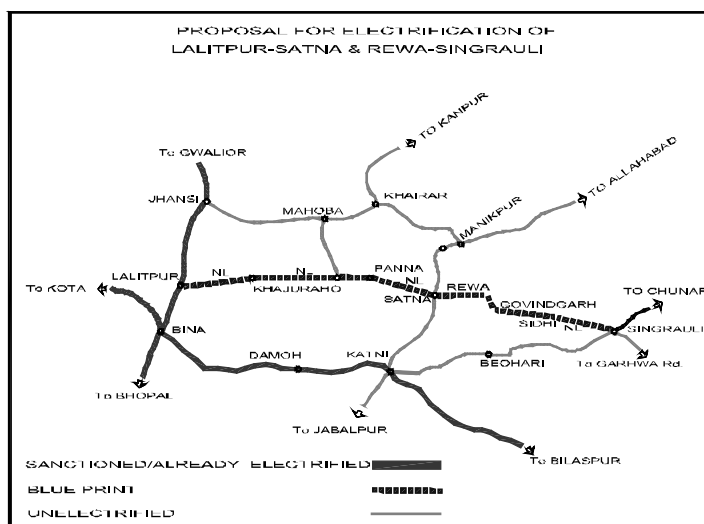 PROPOSAL FOR ELECTRIFICATION OF
LALITPUR-SATNA & REWA-SINGRAULI
TO KANPUR
To GWALIOR
TO ALLAHABAD
JHANSI
KHAIRAR
MAHOBA
MANIKPUR
LALITPUR
NL
NL
PANNA
NL
KHAJURAHO
REWA
To KOTA
SATNA
GOVINDGARH
TO CHUNAR
SIDHI
NL
BINA
SINGRAULI
DAMOH
KATNI
BEOHARI
To GARHWA Rd.
To BHOPAL
To JABALPUR
To BILASPUR
SANCTIONED/ALREADY ELECTRIFIED
BLUE PRINT
UNELECTRIFIED